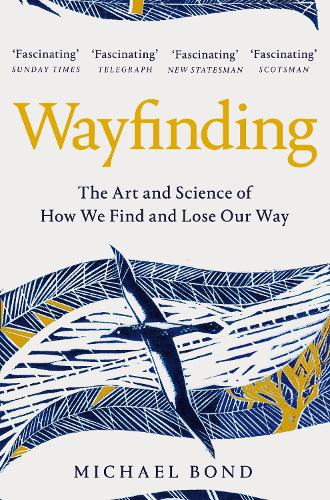 ‘Fascinating’ ‘Fascinating’ ‘Fascinating’ ‘Fascinating’
SUNDAY TIMES TELEGRAPH NEW STATESMAN SCOTSMAN
Wayfinding
The Art and Science of
How We Find and Lose Our Way
MICHAEL BOND